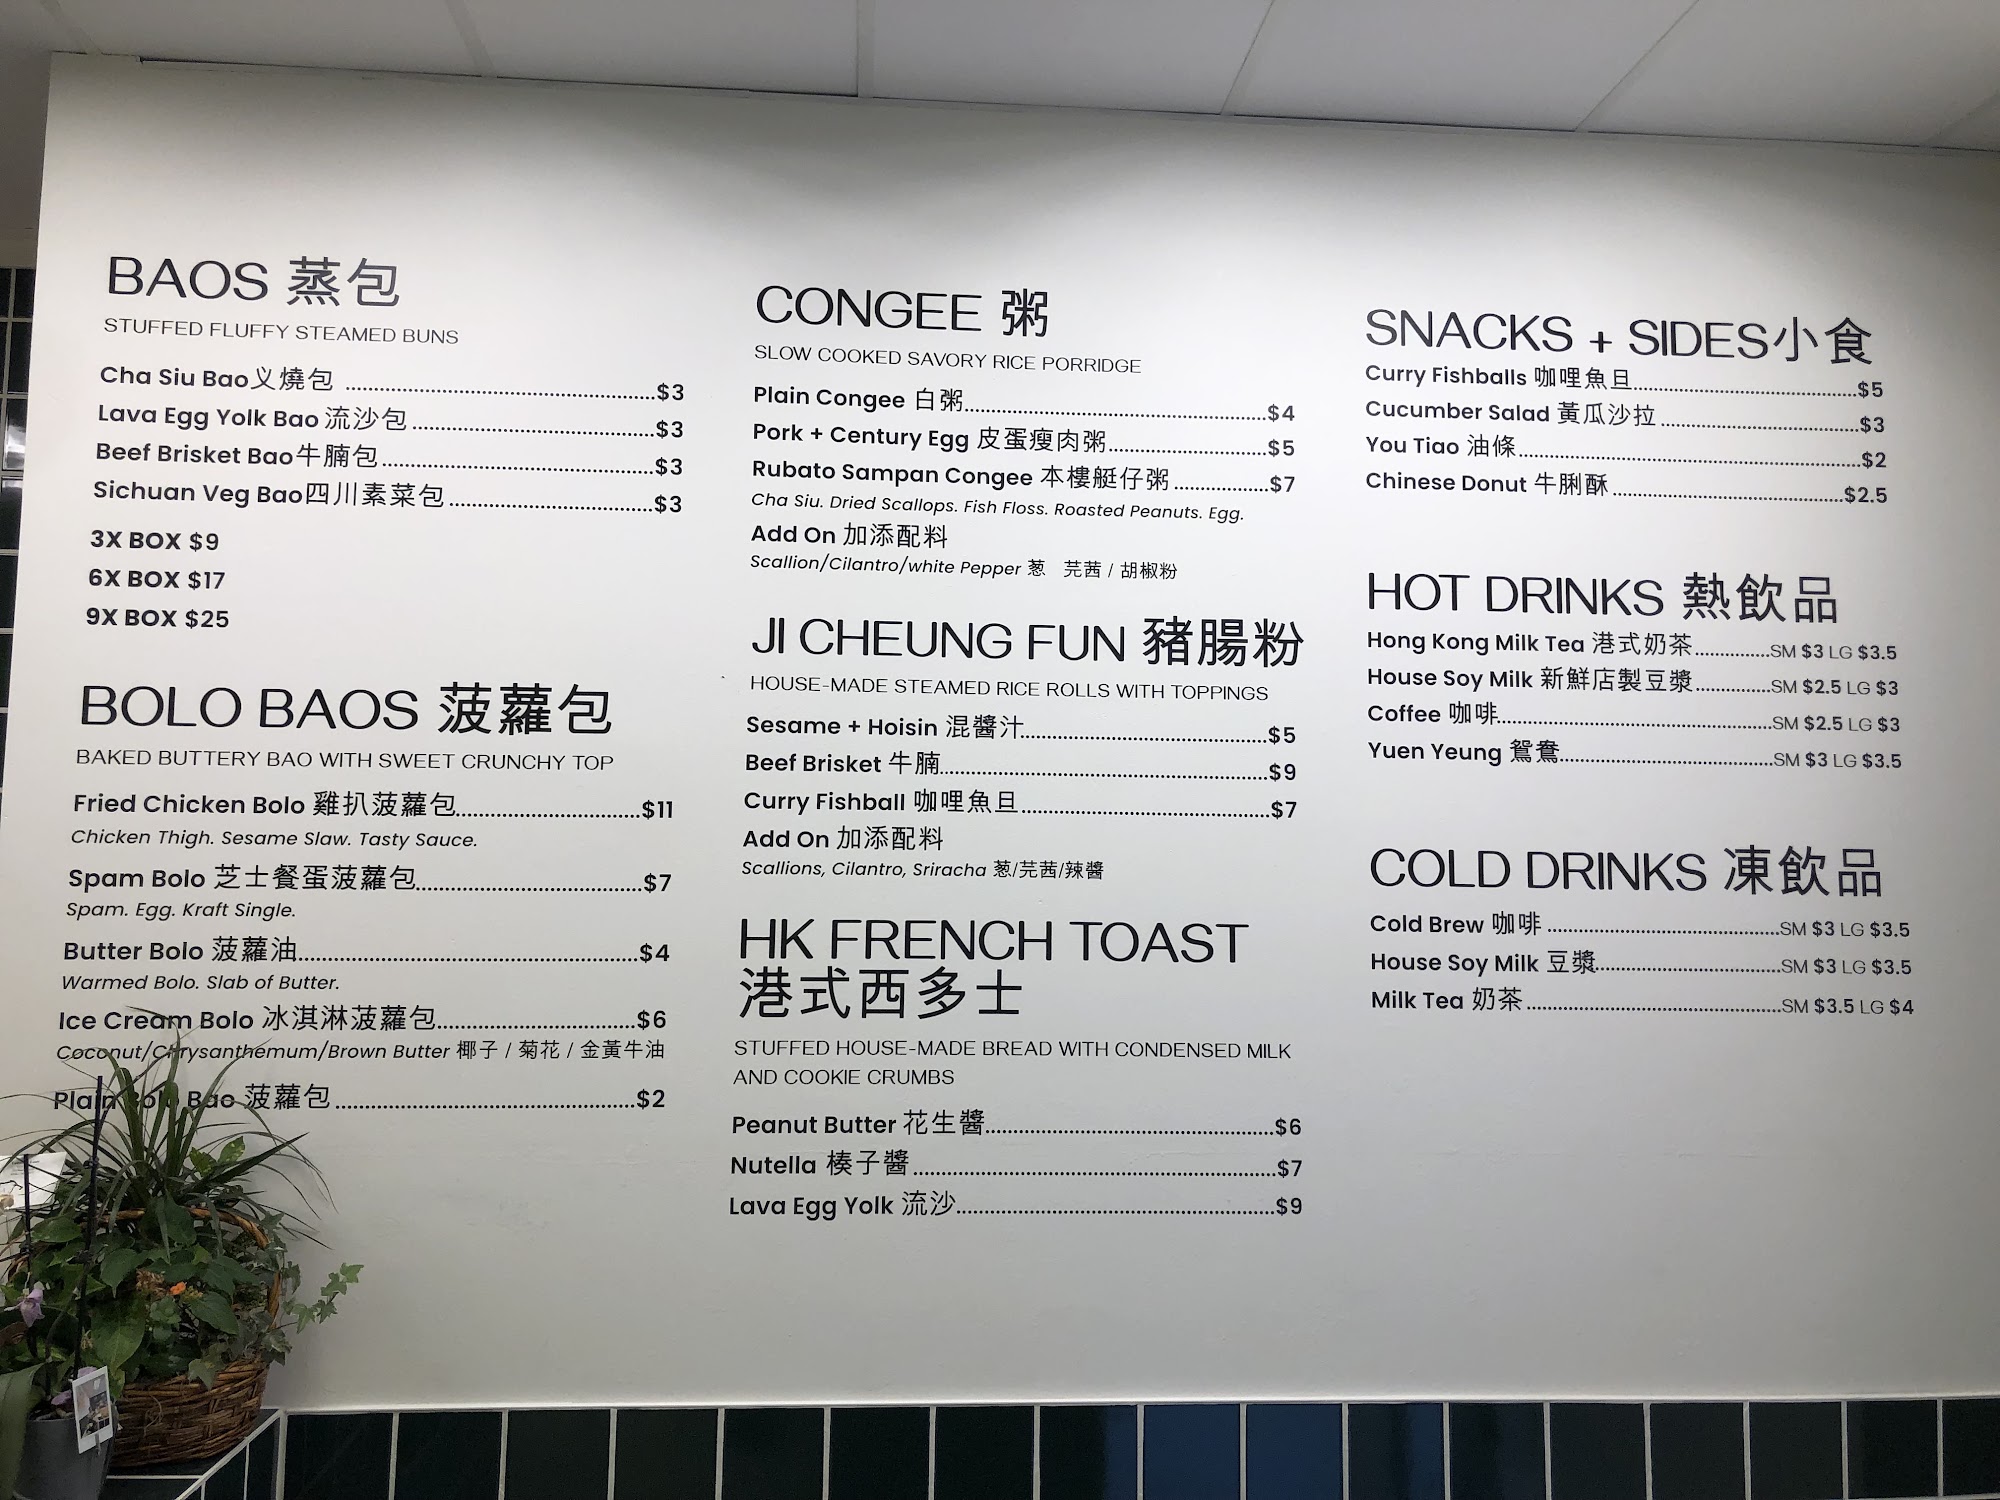 BAOS 蒸包
STUFFED FLUFFY STEAMED BUNS
Cha Siu Bao义燒包 $3
Lava Egg Yolk Bao 流沙包 $3
Beef Brisket Bao牛腩包 $3
Sichuan Veg Bao四川素菜包 $3
3X BOX $9
6X BOX $17
9X BOX $25
BOLO BAOS 菠蘿包
BAKED BUTTERY BAO WITH SWEET CRUNCHY TOP
Fried Chicken Bolo 雞扒菠蘿包 $11
Chicken Thigh. Sesame Slaw. Tasty Sauce.
Spam Bolo 芝士餐蛋菠蘿包 $7
Spam. Egg. Kraft Single.
Butter Bolo 菠蘿油 $4
Warmed Bolo. Slab of Butter.
Ice Cream Bolo 冰淇淋菠蘿包 $6
Coconut/Chrysanthemum/Brown Butter 椰子 / 菊花 / 金黃牛油
Plain Bolo Bao 菠蘿包 $2
CONGEE 粥
SLOW COOKED SAVORY RICE PORRIDGE
Plain Congee 白粥 $4
Pork + Century Egg 皮蛋瘦肉粥 $5
Rubato Sampan Congee 本樓艇仔粥 $7
Cha Siu. Dried Scallops. Fish Floss. Roasted Peanuts. Egg.
Add On 加添配料
Scallion/Cilantro/white Pepper 葱 芫茜 / 胡椒粉
JI CHEUNG FUN 豬腸粉
HOUSE-MADE STEAMED RICE ROLLS WITH TOPPINGS
Sesame + Hoisin 混醬汁 $5
Beef Brisket 牛腩 $9
Curry Fishball 咖哩魚旦 $7
Add On 加添配料
Scallions, Cilantro, Sriracha 葱/芫茜/辣醬
HK FRENCH TOAST
港式西多士
STUFFED HOUSE-MADE BREAD WITH CONDENSED MILK
AND COOKIE CRUMBS
Peanut Butter 花生醬 $6
Nutella 楱子醬 $7
Lava Egg Yolk 流沙 $9
SNACKS + SIDES小食
Curry Fishballs 咖哩魚旦 $5
Cucumber Salad 黃瓜沙拉 $3
You Tiao 油條 $2
Chinese Donut 牛脷酥 $2.5
HOT DRINKS 熱飲品
Hong Kong Milk Tea 港式奶茶 SM $3 LG $3.5
House Soy Milk 新鮮店製豆漿 SM $2.5 LG $3
Coffee 咖啡 SM $2.5 LG $3
Yuen Yeung 鴛鴦 SM $3 LG $3.5
COLD DRINKS 凍飲品
Cold Brew 咖啡 SM $3 LG $3.5
House Soy Milk 豆漿 SM $3 LG $3.5
Milk Tea 奶茶 SM $3.5 LG $4